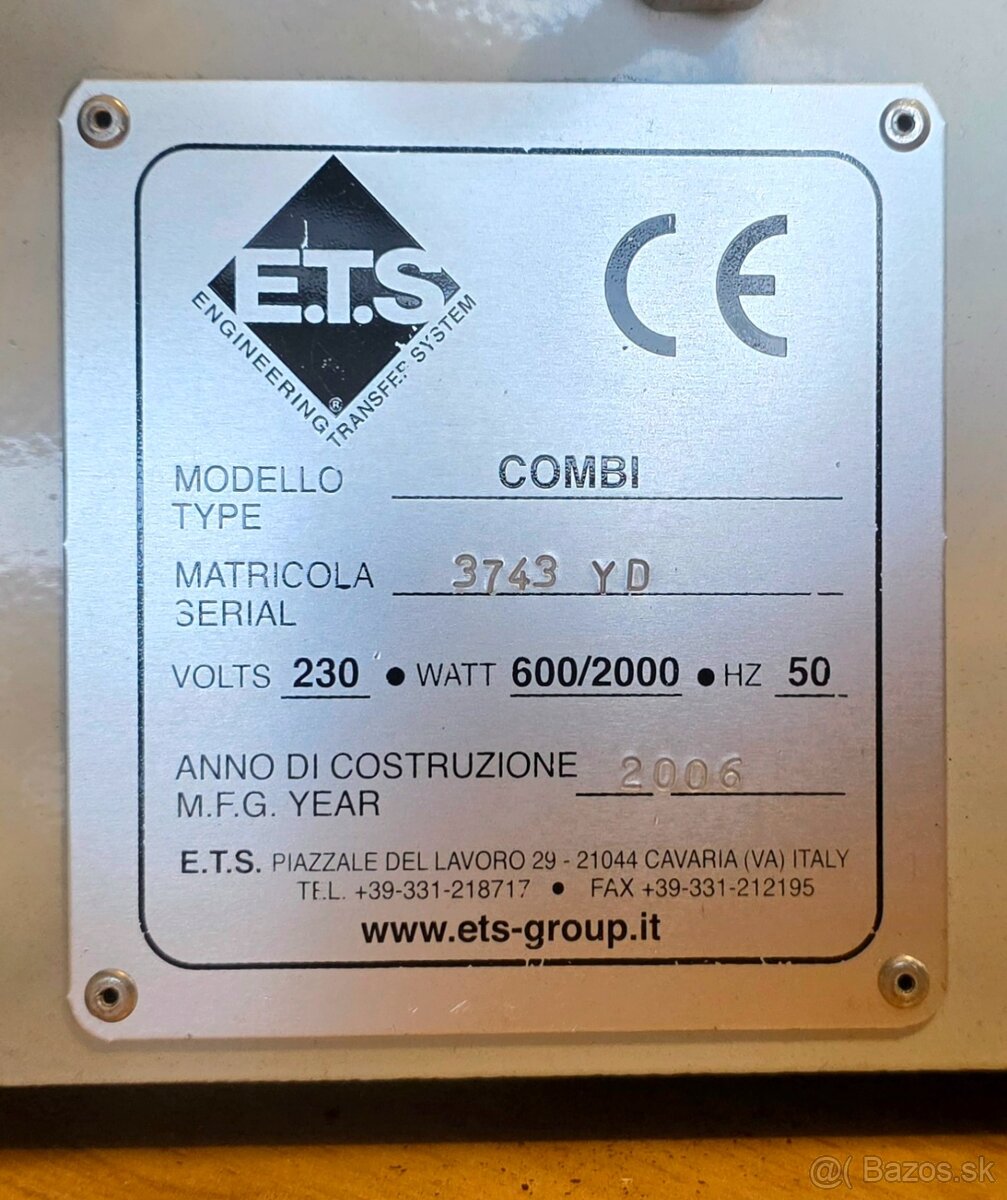 E.T.S
ENGINEERING
TRANSFER SYSTEM
®
CE
MODELLO COMBI
TYPE
MATRICOLA 3743 YD
SERIAL
VOLTS 230 • WATT 600/2000 • HZ 50
ANNO DI COSTRUZIONE 2006
M.F.G. YEAR
E.T.S. PIAZZALE DEL LAVORO 29 - 21044 CAVARIA (VA) ITALY
TEL. +39-331-218717 • FAX +39-331-212195
www.ets-group.it
@( Bazos.sk